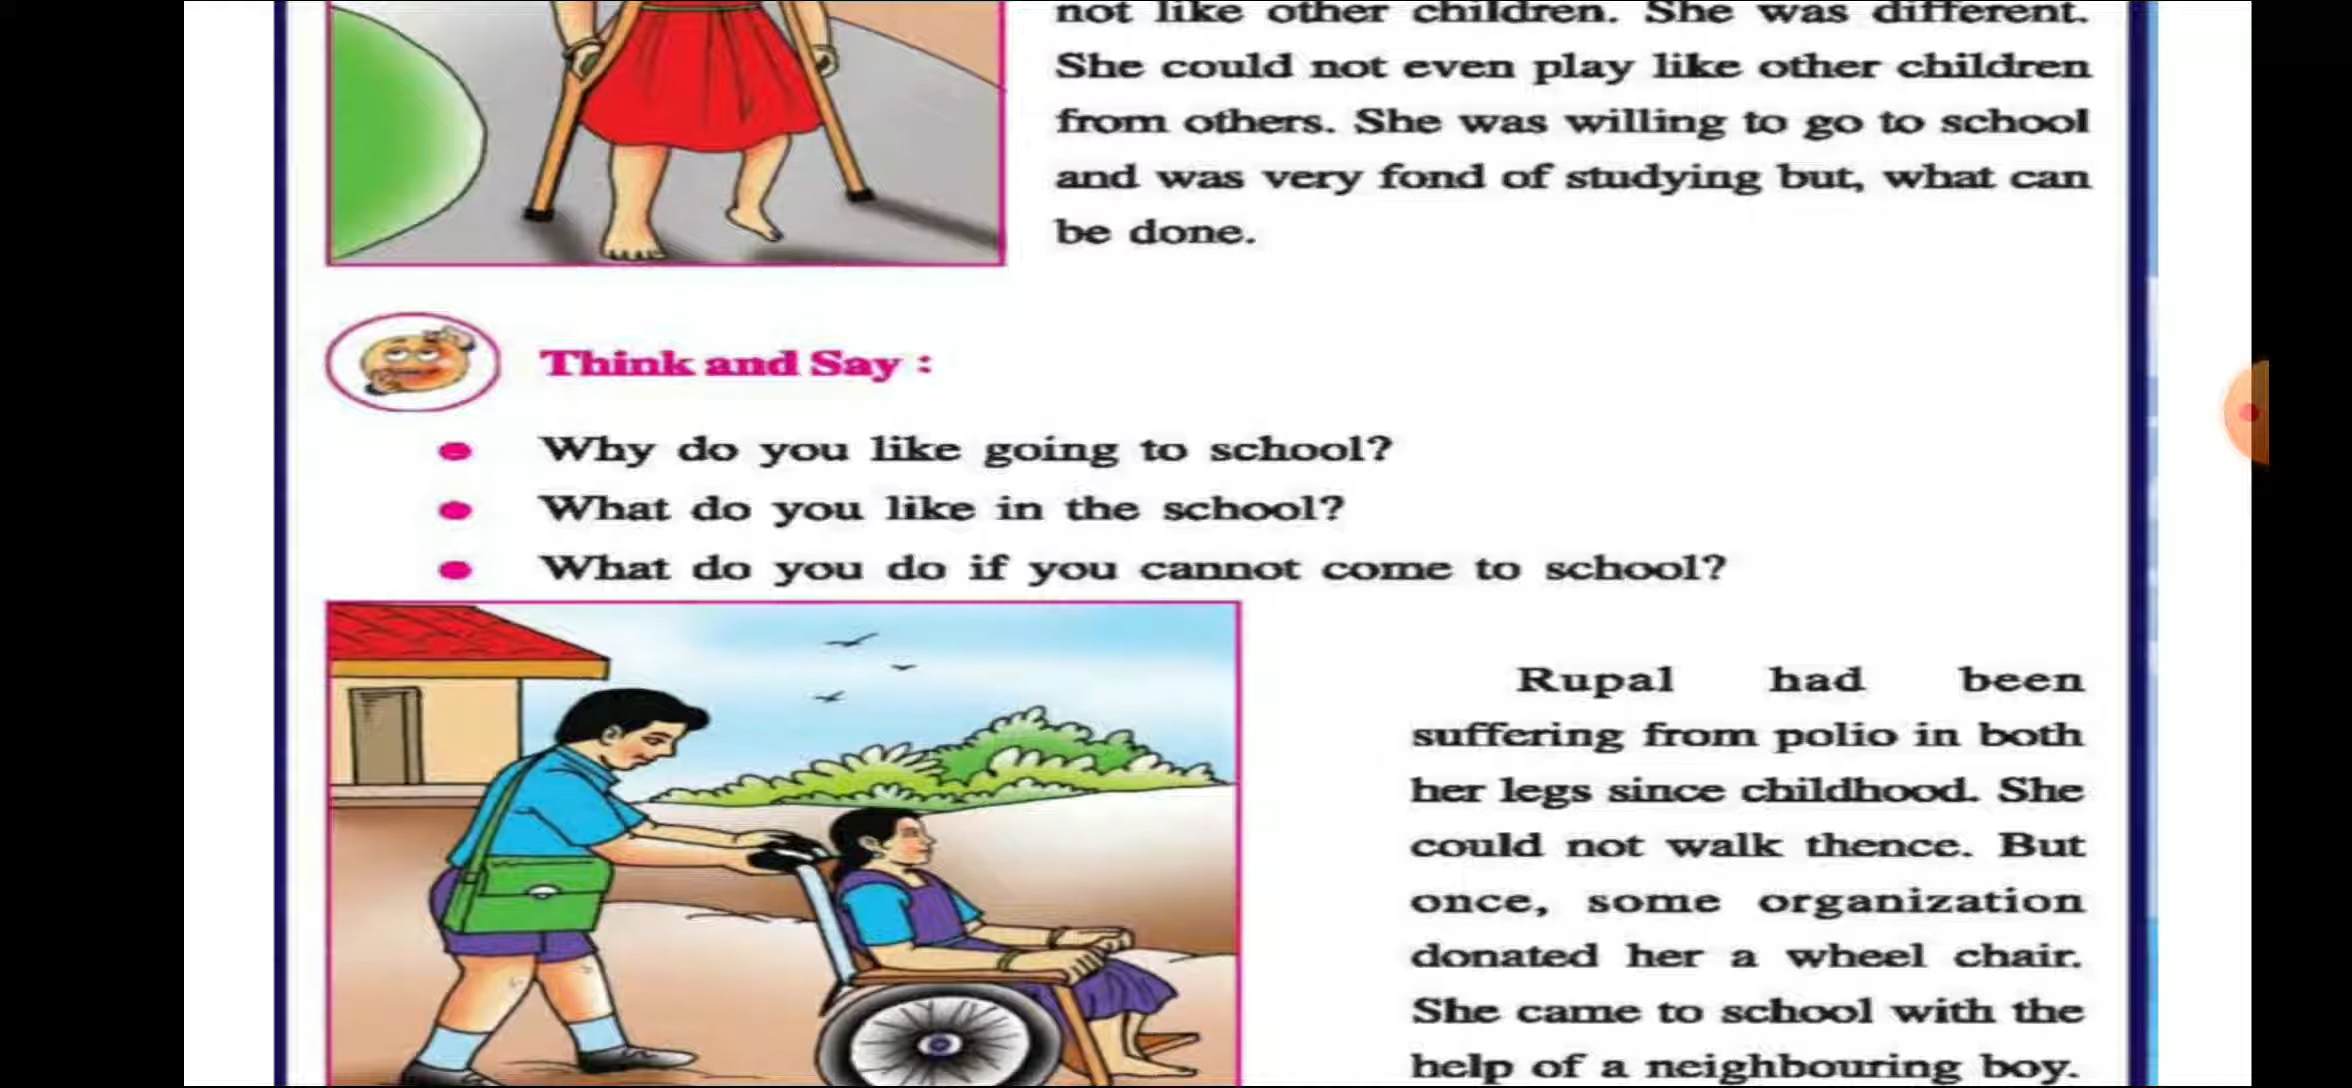 not like other children. She was different.
She could not even play like other children
from others. She was willing to go to school
and was very fond of studying but, what can
be done.
Think and Say :
Why do you like going to school?
What do you like in the school?
What do you do if you cannot come to school?
Rupal had been
suffering from polio in both
her legs since childhood. She
could not walk thence. But
once, some organization
donated her a wheel chair.
She came to school with the
help of a neighbouring boy.